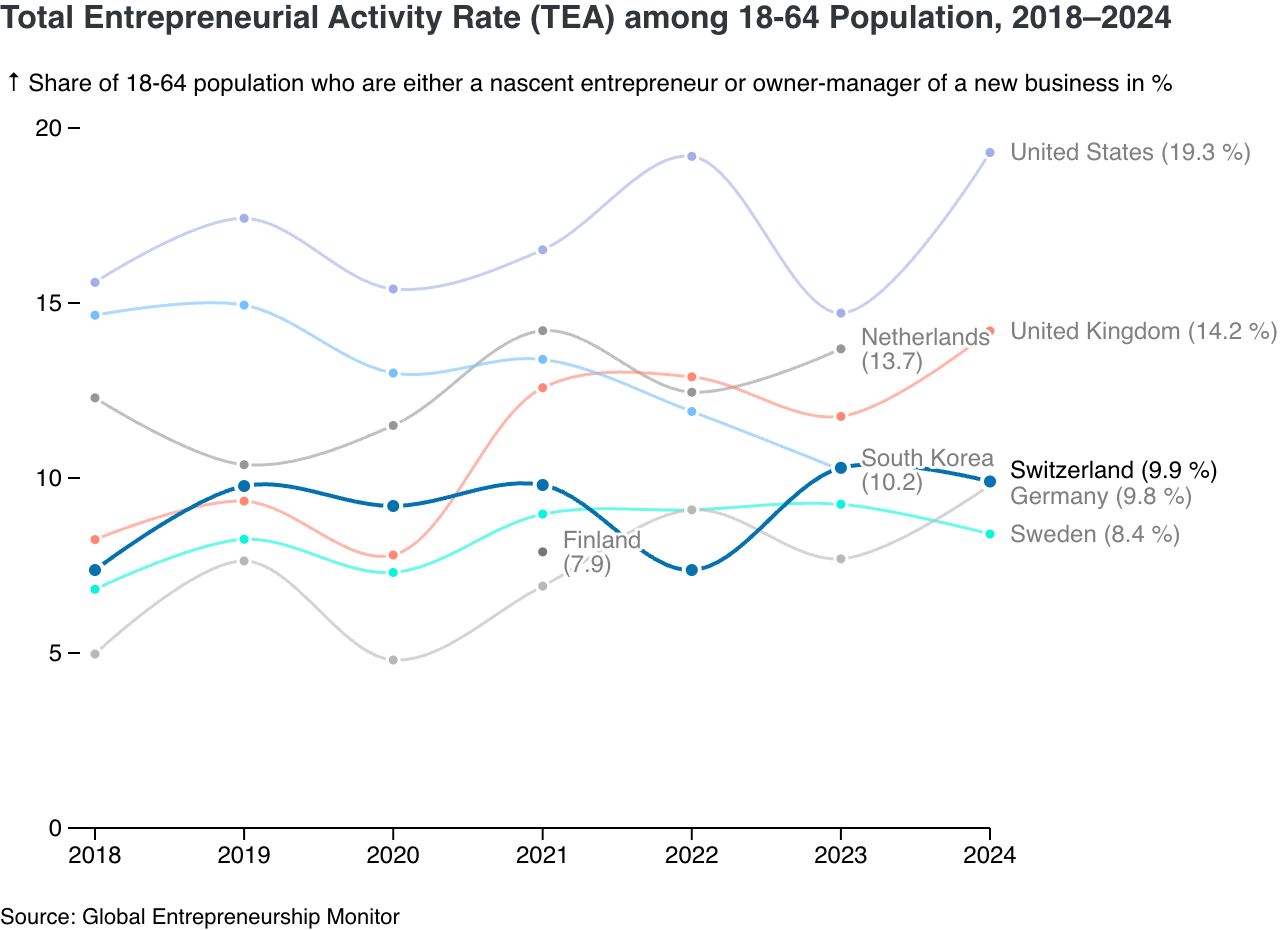 Total Entrepreneurial Activity Rate (TEA) among 18-64 Population, 2018–2024
↑ Share of 18-64 population who are either a nascent entrepreneur or owner-manager of a new business in %
20
United States (19.3 %)
15
Netherlands
(13.7)
United Kingdom (14.2 %)
South Korea
(10.2)
10
Switzerland (9.9 %)
Germany (9.8 %)
Sweden (8.4 %)
Finland
(7.9)
5
0
2018 2019 2020 2021 2022 2023 2024
Source: Global Entrepreneurship Monitor